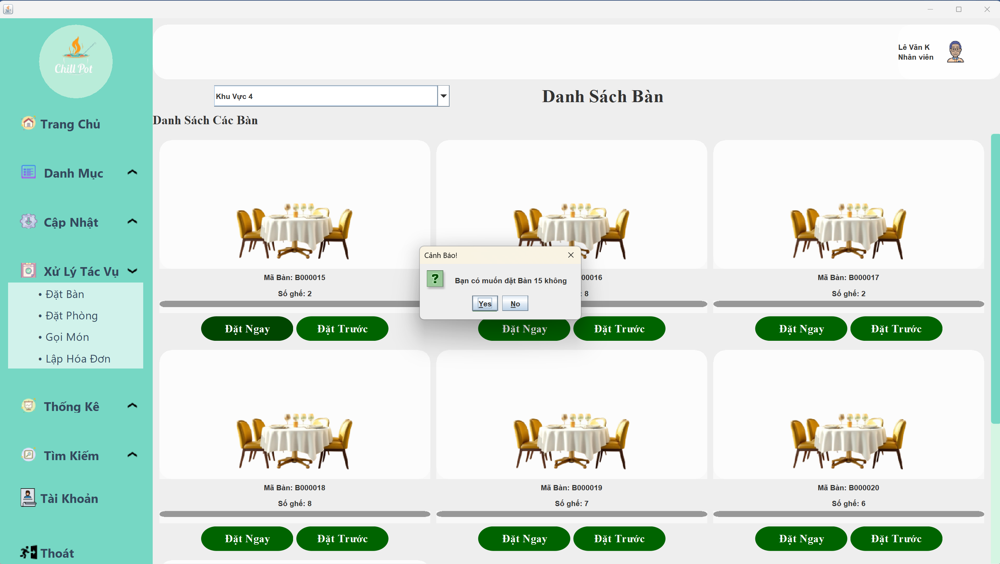 Chill Pot
Lê Văn K
Nhân viên
Khu Vực 4
Danh Sách Bàn
Danh Sách Các Bàn
Trang Chủ
Danh Mục
Cập Nhật
Xử Lý Tác Vụ
• Đặt Bàn
• Đặt Phòng
• Gọi Món
• Lập Hóa Đơn
Thống Kê
Tìm Kiếm
Tài Khoản
Thoát
Cảnh Báo!
?
Bạn có muốn đặt Bàn 15 không
Yes No
Mã Bàn: B000015
Số ghế: 2
Đặt Ngay Đặt Trước
00016
: 8
Đặt Ngay Đặt Trước
Mã Bàn: B000017
Số ghế: 2
Đặt Ngay Đặt Trước
Mã Bàn: B000018
Số ghế: 8
Đặt Ngay Đặt Trước
Mã Bàn: B000019
Số ghế: 7
Đặt Ngay Đặt Trước
Mã Bàn: B000020
Số ghế: 6
Đặt Ngay Đặt Trước